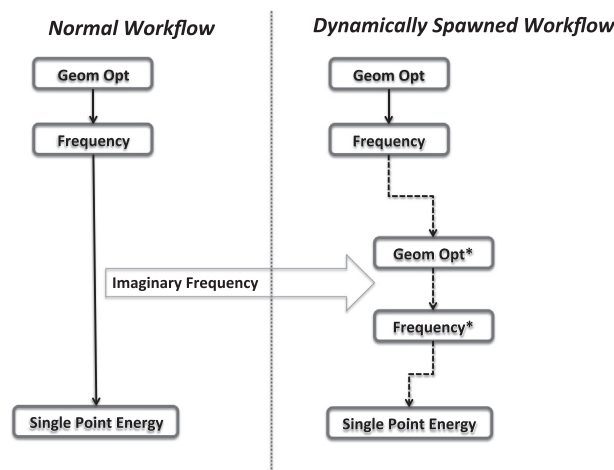 Normal Workflow
Geom Opt
Frequency
Single Point Energy
Dynamically Spawned Workflow
Geom Opt
Frequency
Imaginary Frequency
Geom Opt*
Frequency*
Single Point Energy